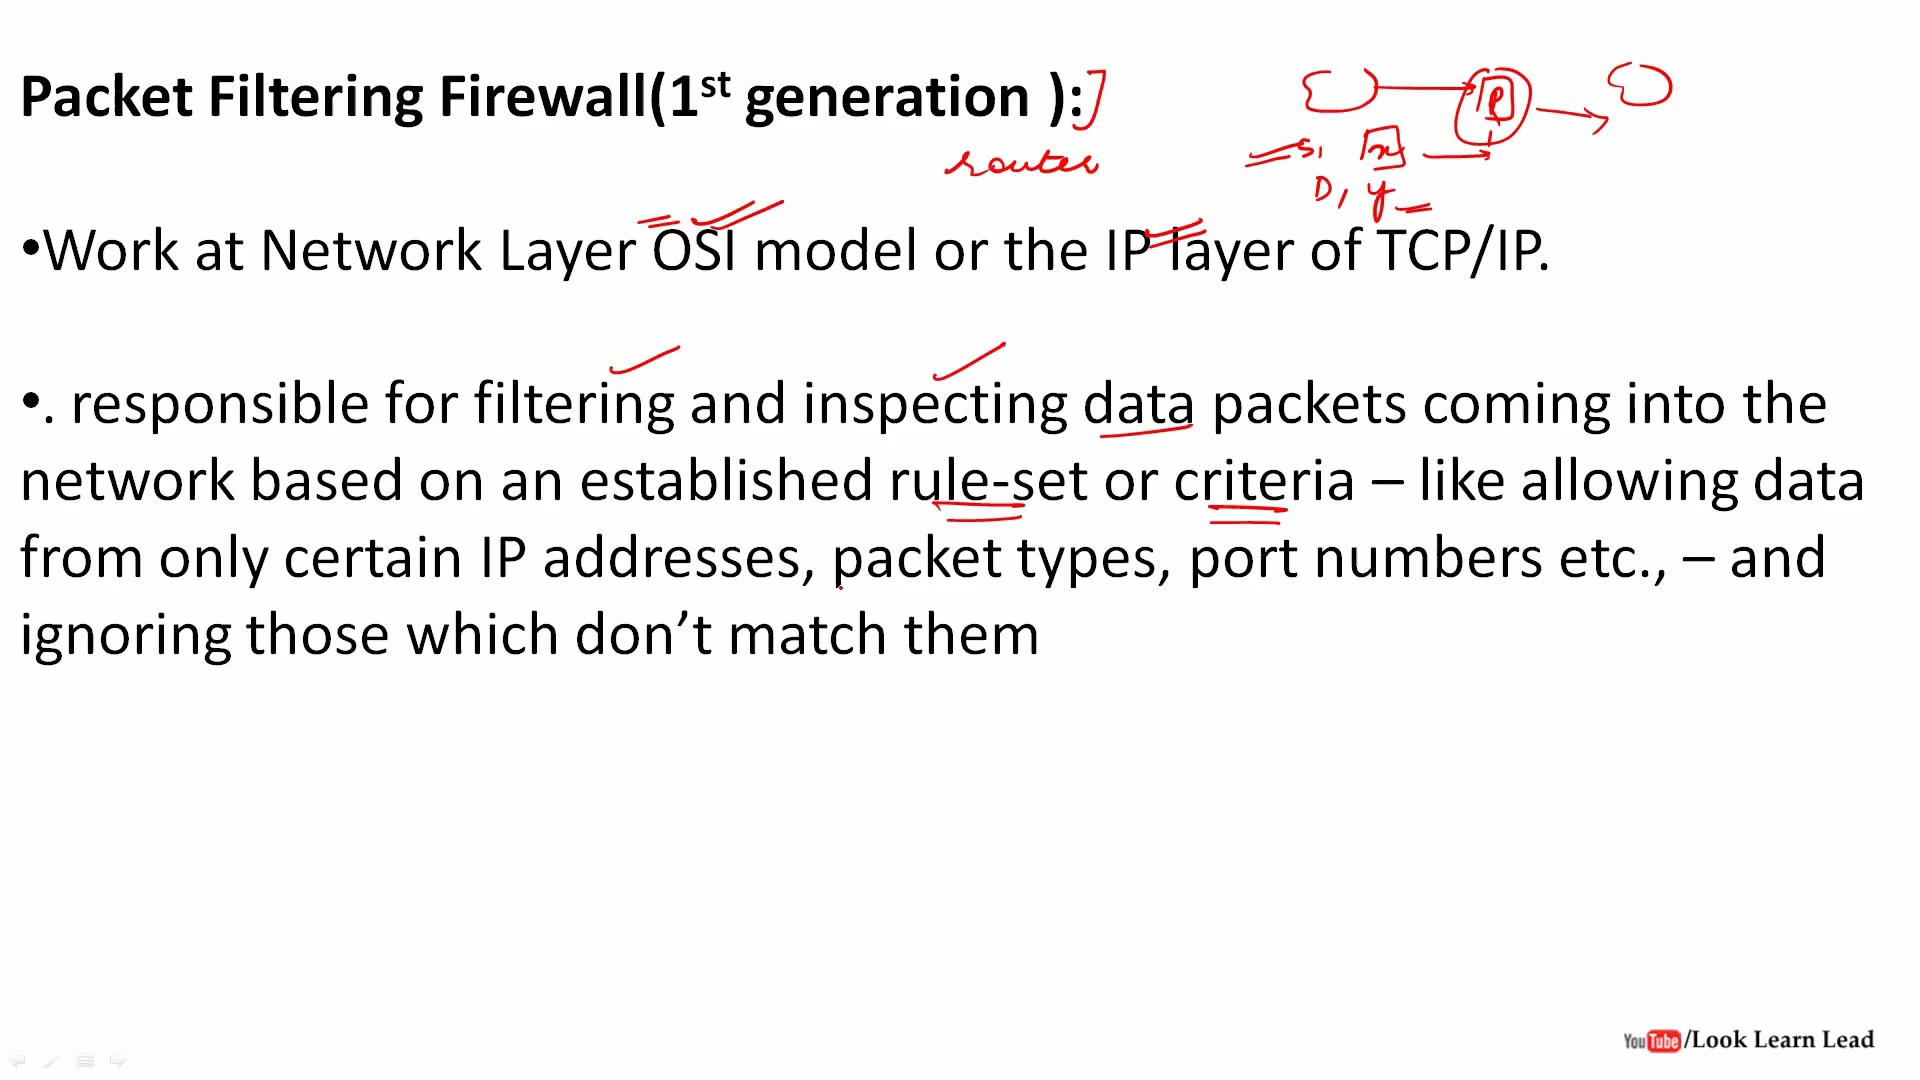 Packet Filtering Firewall(1st generation ):
router
P
S, x
D, y
•Work at Network Layer OSI model or the IP layer of TCP/IP.
•. responsible for filtering and inspecting data packets coming into the
network based on an established rule-set or criteria – like allowing data
from only certain IP addresses, packet types, port numbers etc., – and
ignoring those which don’t match them
YouTube/Look Learn Lead